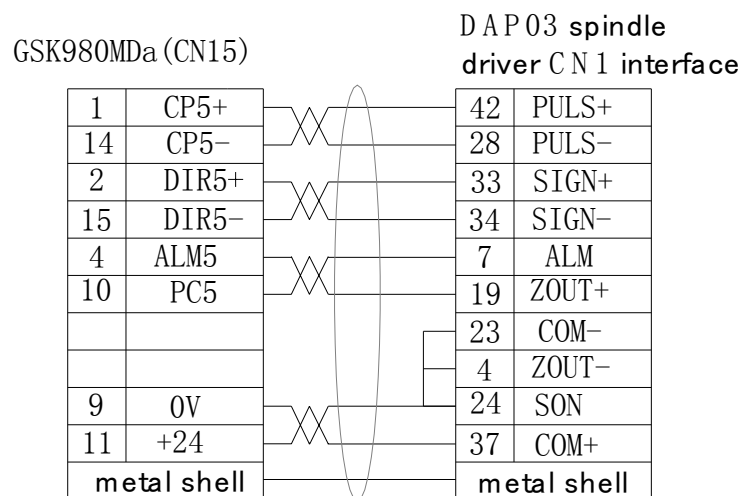 GSK980MDa(CN15)
DAP03 spindle
driver CN1 interface
1 CP5+ 42 PULS+
14 CP5- 28 PULS-
2 DIR5+ 33 SIGN+
15 DIR5- 34 SIGN-
4 ALM5 7 ALM
10 PC5 19 ZOUT+
23 COM-
4 ZOUT-
9 0V 24 SON
11 +24 37 COM+
metal shell metal shell